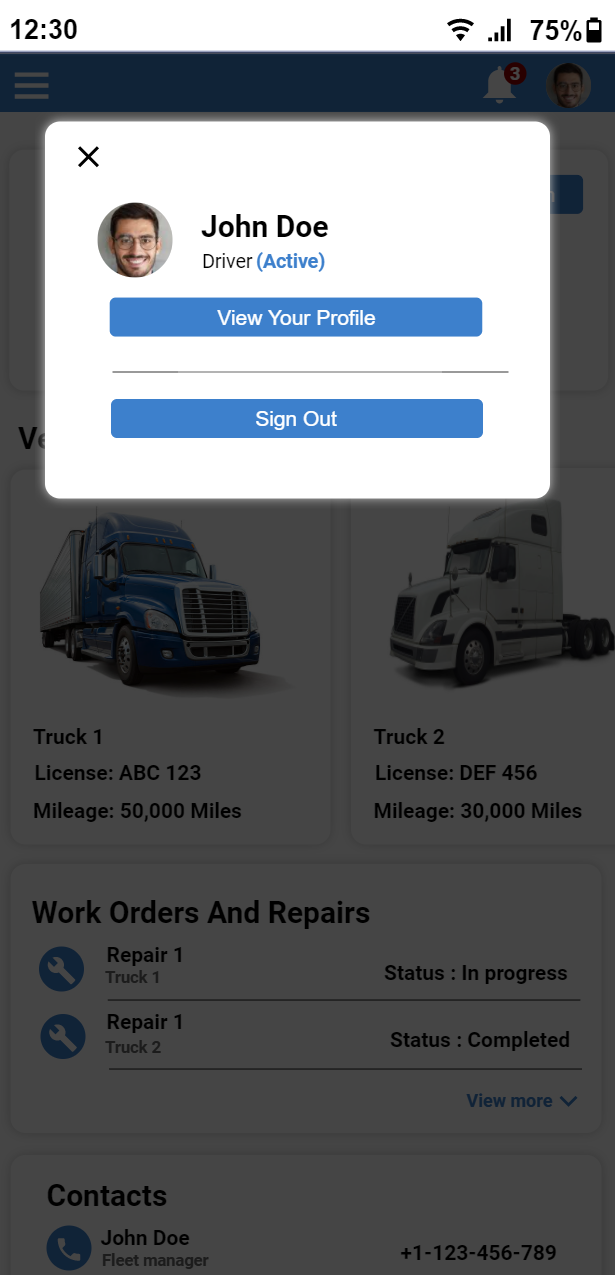 12:30
75%
3
John Doe
Driver (Active)
View Your Profile
Sign Out
Truck 1
License: ABC 123
Mileage: 50,000 Miles
Truck 2
License: DEF 456
Mileage: 30,000 Miles
Work Orders And Repairs
Repair 1
Truck 1
Status : In progress
Repair 1
Truck 2
Status : Completed
View more
Contacts
John Doe
Fleet manager
+1-123-456-789